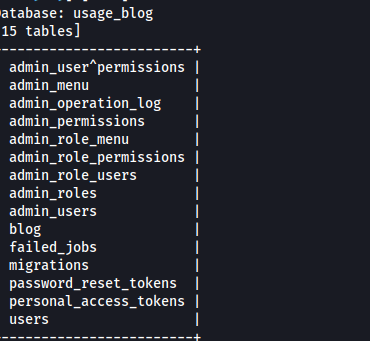 atabase: usage_blog
15 tables]
-----------------------+
admin_user^permissions |
admin_menu |
admin_operation_log |
admin_permissions |
admin_role_menu |
admin_role_permissions |
admin_role_users |
admin_roles |
admin_users |
blog |
failed_jobs |
migrations |
password_reset_tokens |
personal_access_tokens |
users |
-----------------------+